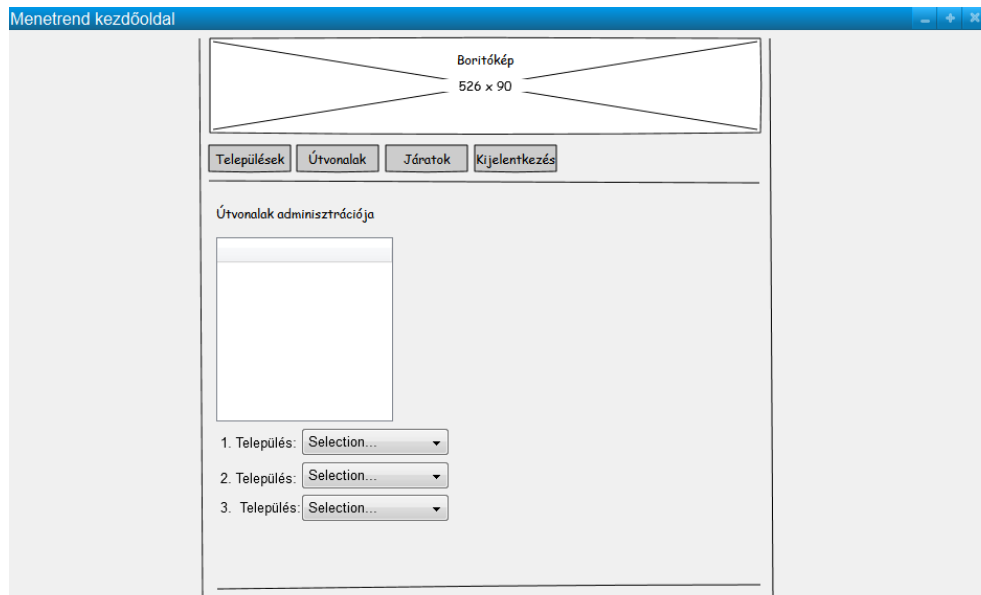 Menetrend kezdőoldal
Boritókép
526 x 90
Települések Útvonalak Járatok Kijelentkezés
Útvonalak adminisztrációja
1. Település: Selection...
2. Település: Selection...
3. Település: Selection...